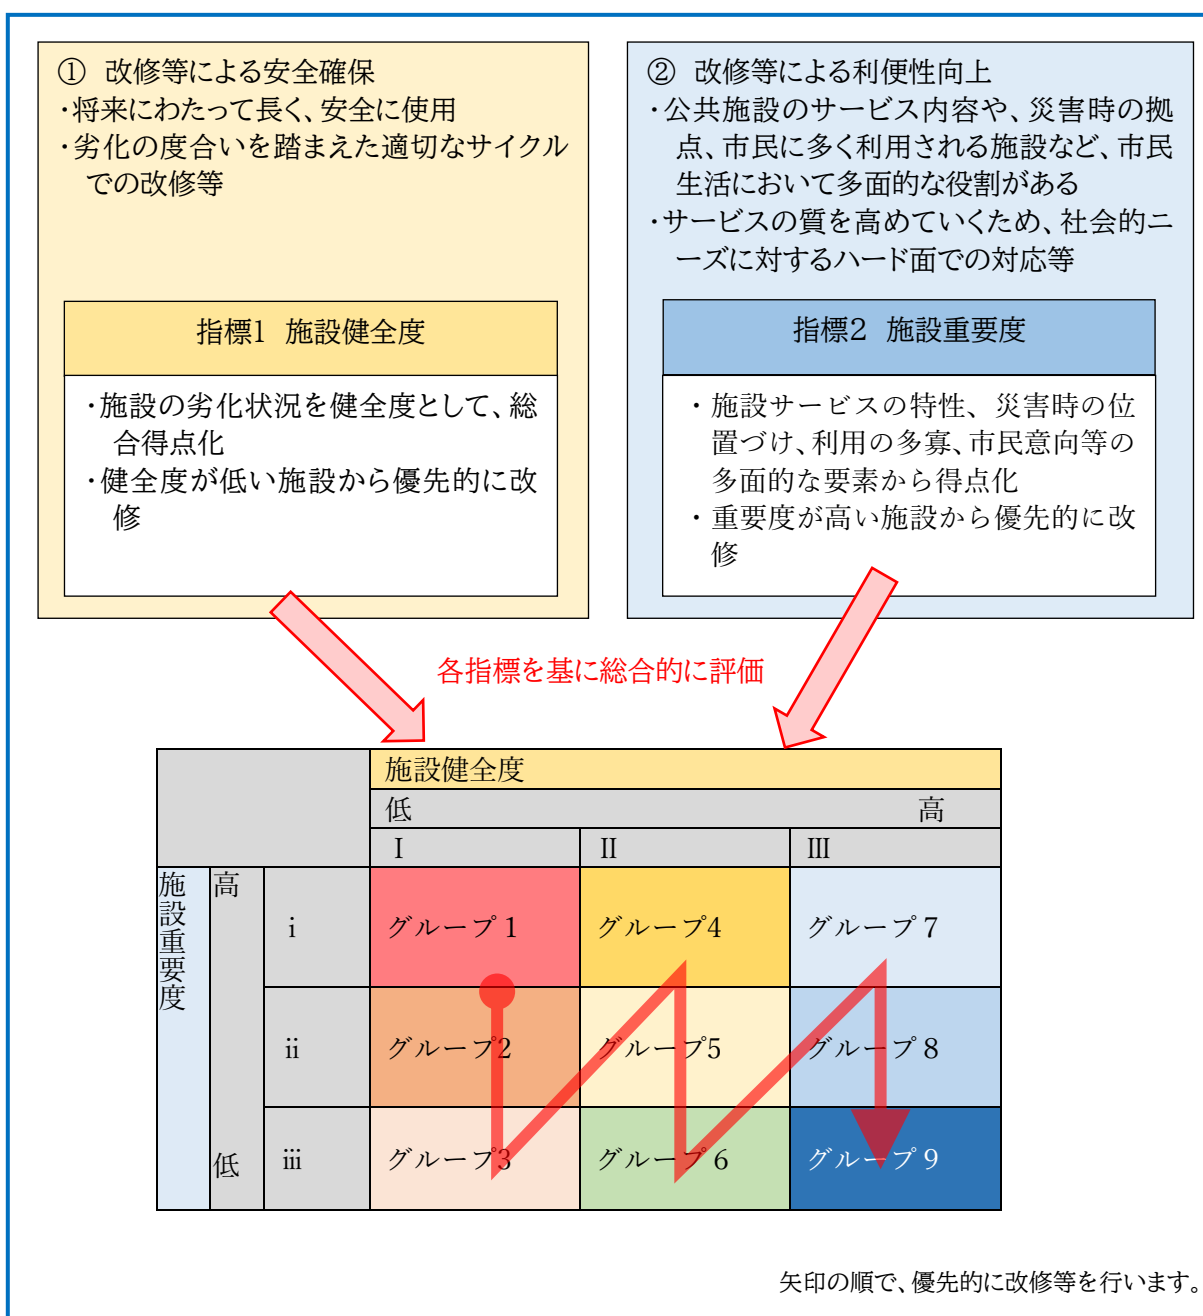 ① 改修等による安全確保
・将来にわたって長く、安全に使用
・劣化の度合いを踏まえた適切なサイクル
での改修等
指標1 施設健全度
・施設の劣化状況を健全度として、総
合得点化
・健全度が低い施設から優先的に改
修
② 改修等による利便性向上
・公共施設のサービス内容や、災害時の拠
点、市民に多く利用される施設など、市民
生活において多面的な役割がある
・サービスの質を高めていくため、社会的ニ
ーズに対するハード面での対応等
指標2 施設重要度
・施設サービスの特性、災害時の位
置づけ、利用の多寡、市民意向等の
多面的な要素から得点化
・重要度が高い施設から優先的に改
修
各指標を基に総合的に評価
施設健全度
低 高
Ⅰ Ⅱ Ⅲ
施設重要度
高
ⅰ グループ1 グループ4 グループ7
ⅱ グループ2 グループ5 グループ8
低 ⅲ グループ3 グループ6 グループ9
矢印の順で、優先的に改修等を行います。